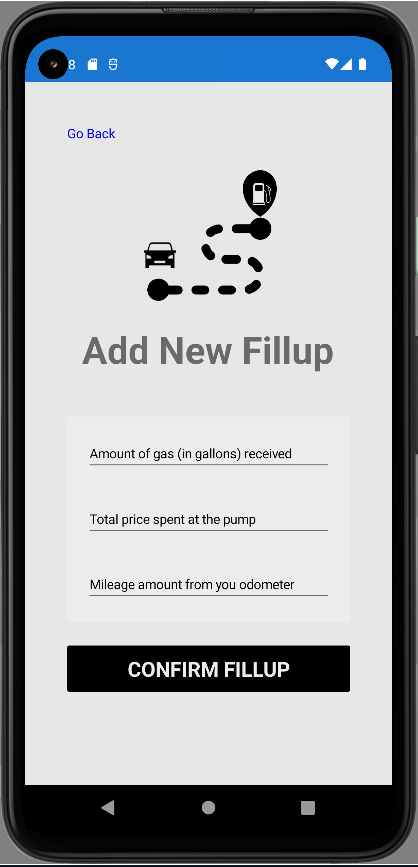 8
Go Back
Add New Fillup
Amount of gas (in gallons) received
Total price spent at the pump
Mileage amount from you odometer
CONFIRM FILLUP